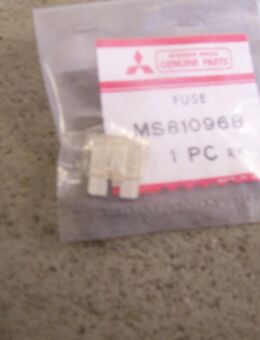 GENUINE PARTS
FUSE
MS810968
1 PC